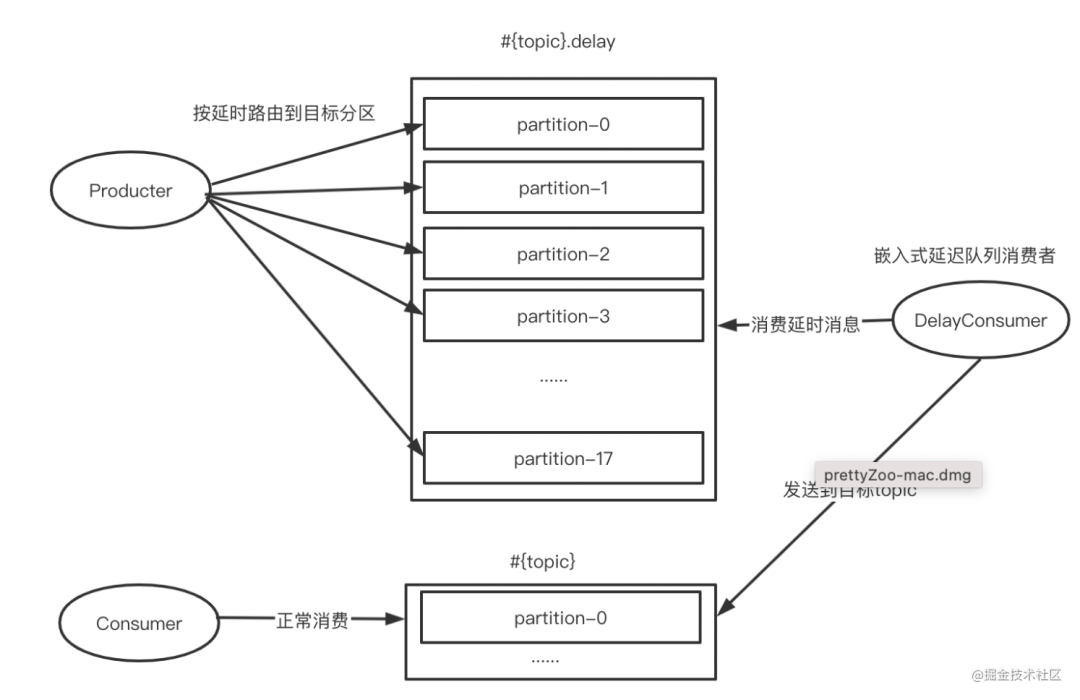 #{topic}.delay
按延时路由到目标分区
partition-0
Producter
partition-1
partition-2
嵌入式延迟队列消费者
partition-3
消费延时消息
DelayConsumer
......
partition-17
prettyZoo-mac.dmg
发送到目标topic
#{topic}
Consumer
正常消费
partition-0
......
@掘金技术社区